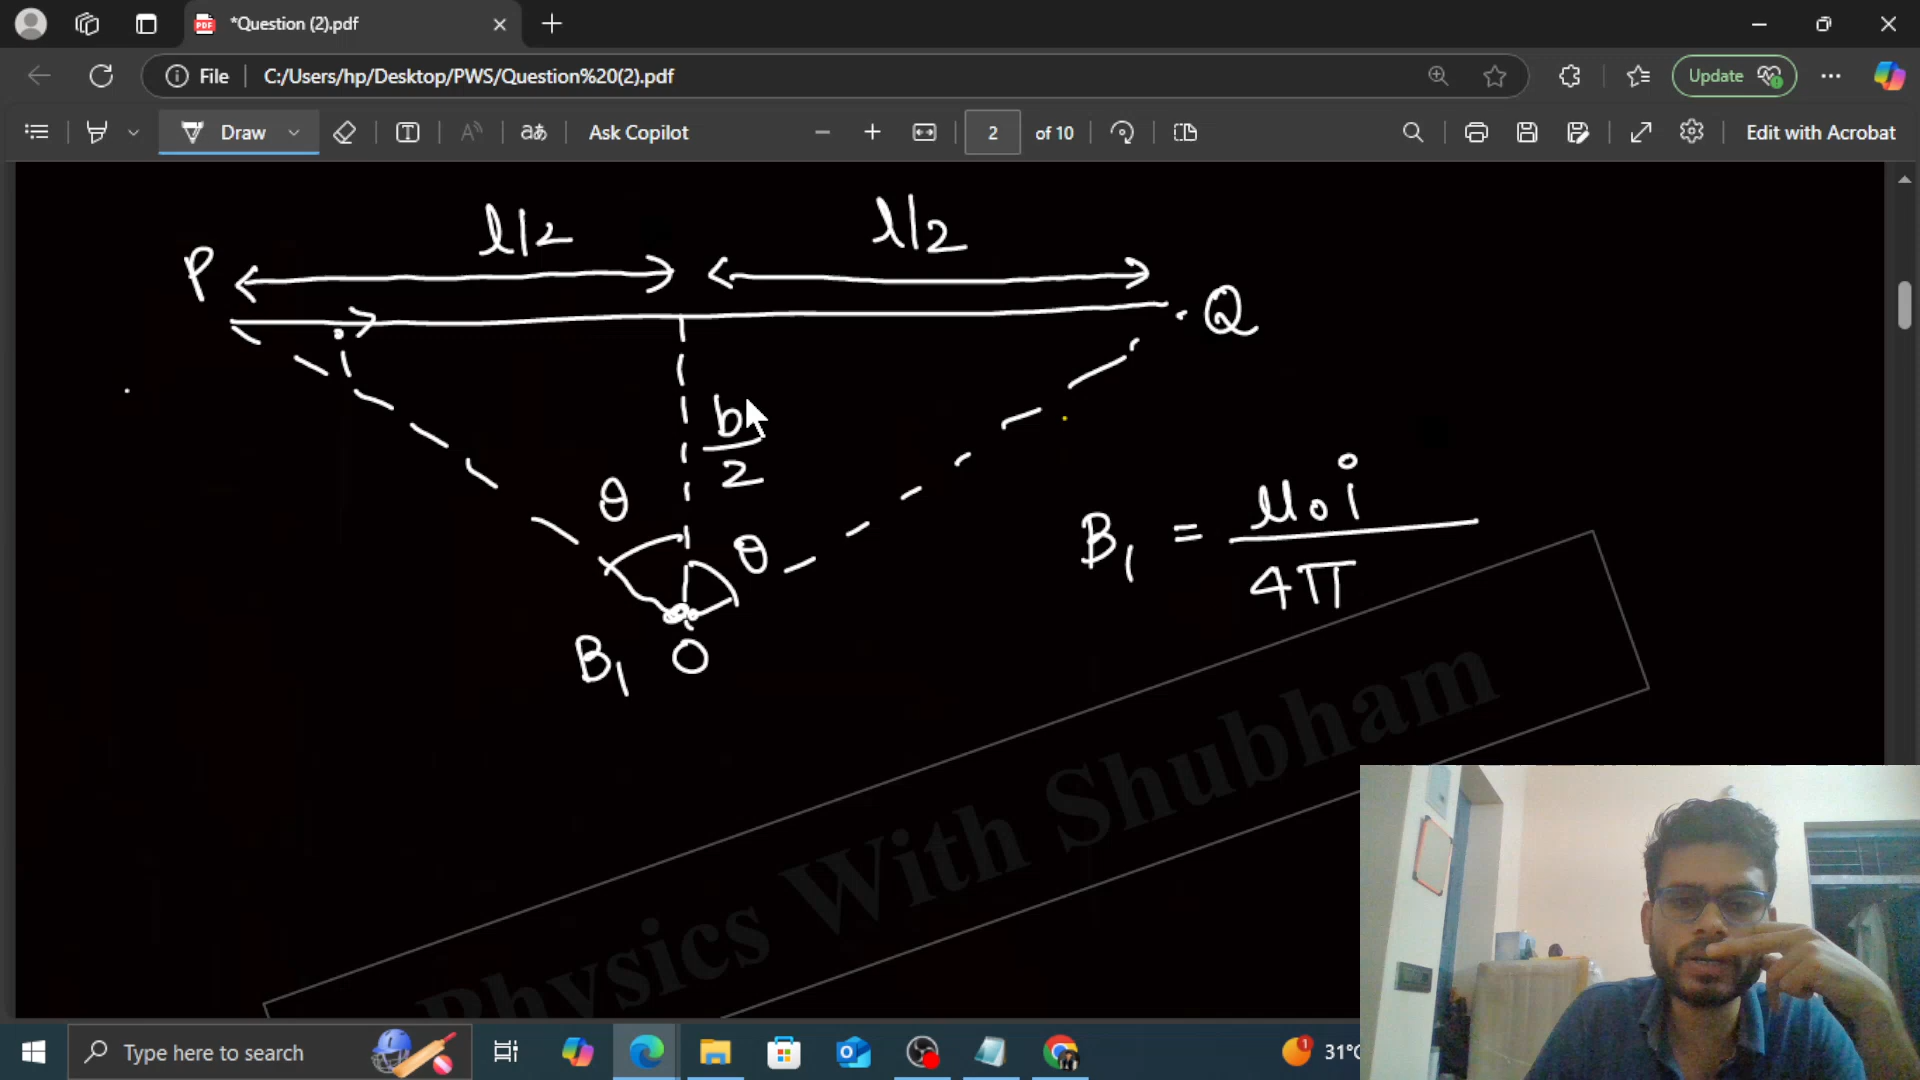 *Question (2).pdf
File C:/Users/hp/Desktop/PWS/Question%20(2).pdf Update
Draw Ask Copilot 2 of 10 Edit with Acrobat
l/2 l/2
P Q
i
b/2
θ θ
B₁ = μ₀i/4π
B₁ O
Physics With Shubham
Type here to search 31°C